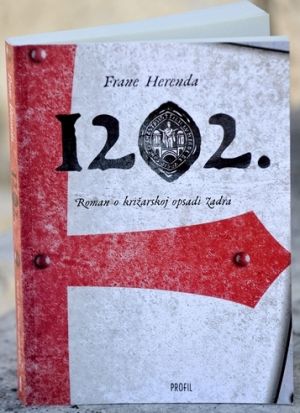 Frane Herenda
1202.
Roman o križarskoj opsadi Zadra
PROFIL